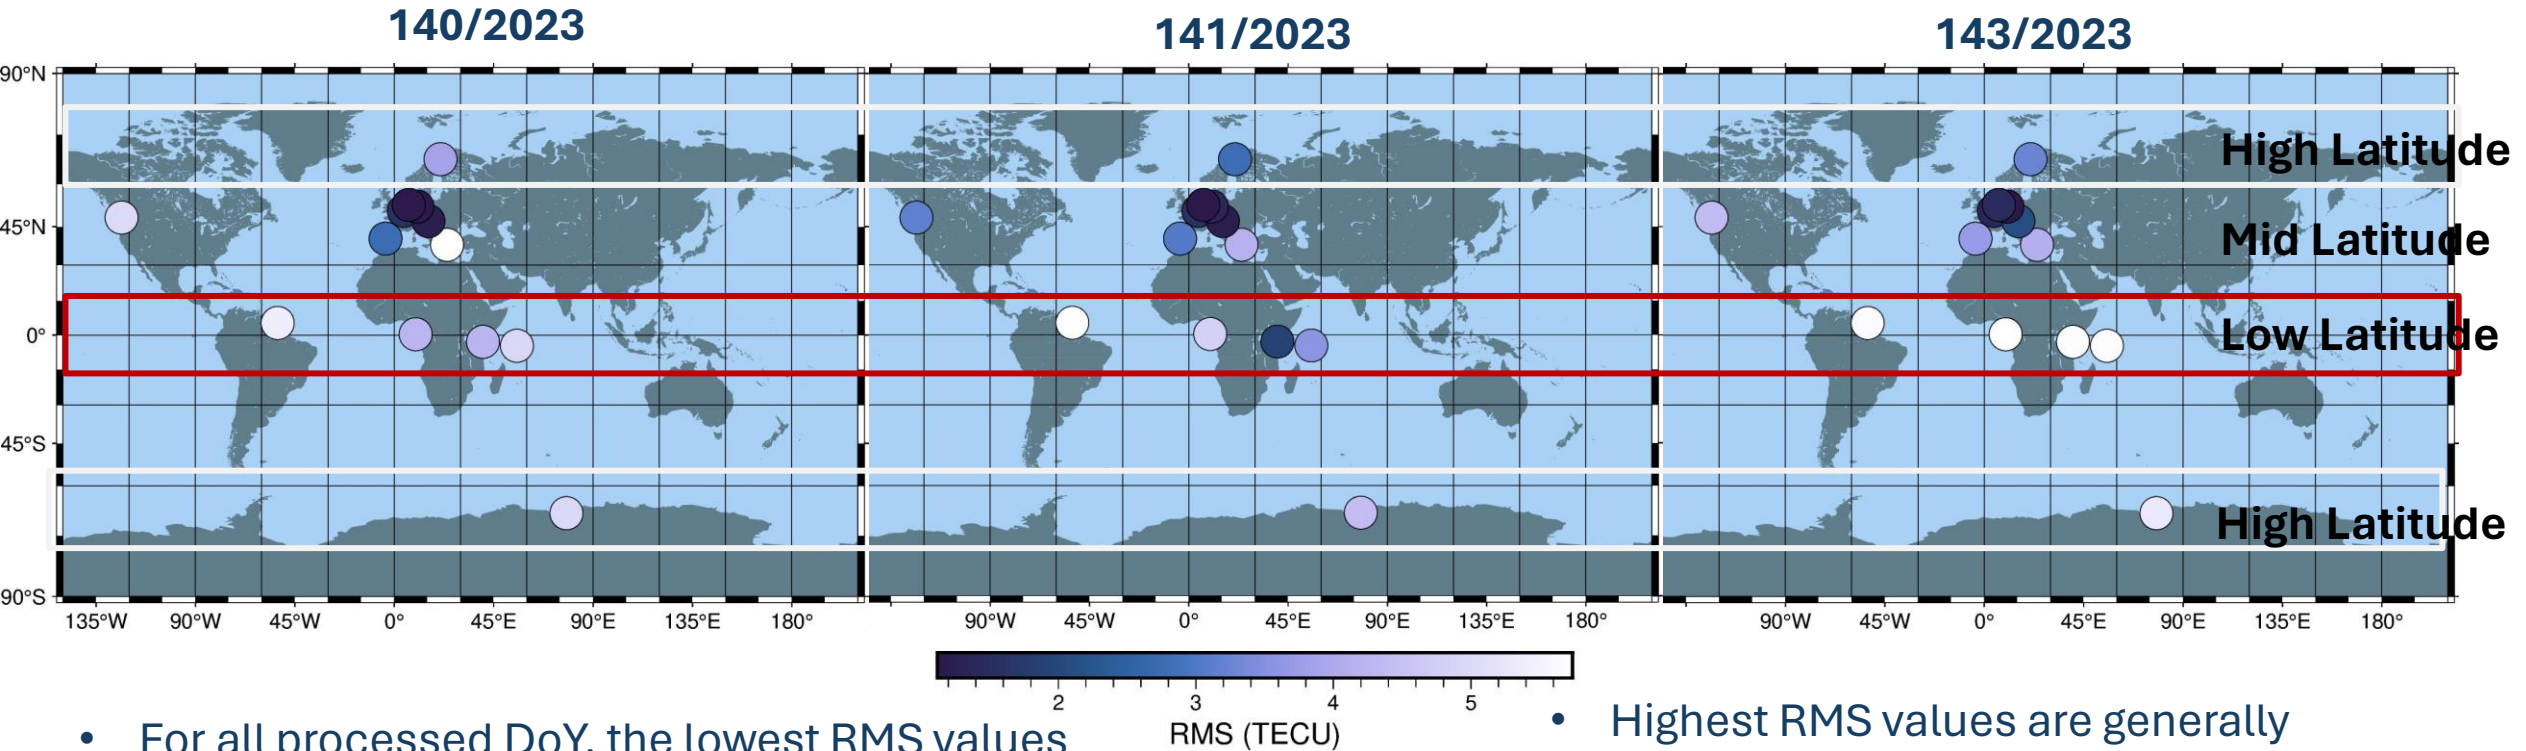 140/2023 141/2023 143/2023
90°N
High Latitude
45°N
Mid Latitude
0°
Low Latitude
45°S
High Latitude
90°S
135°W 90°W 45°W 0° 45°E 90°E 135°E 180° 90°W 45°W 0° 45°E 90°E 135°E 180° 90°W 45°W 0° 45°E 90°E 135°E 180°
2 3 4 5
RMS (TECU)
• For all processed DoY, the lowest RMS values
• Highest RMS values are generally